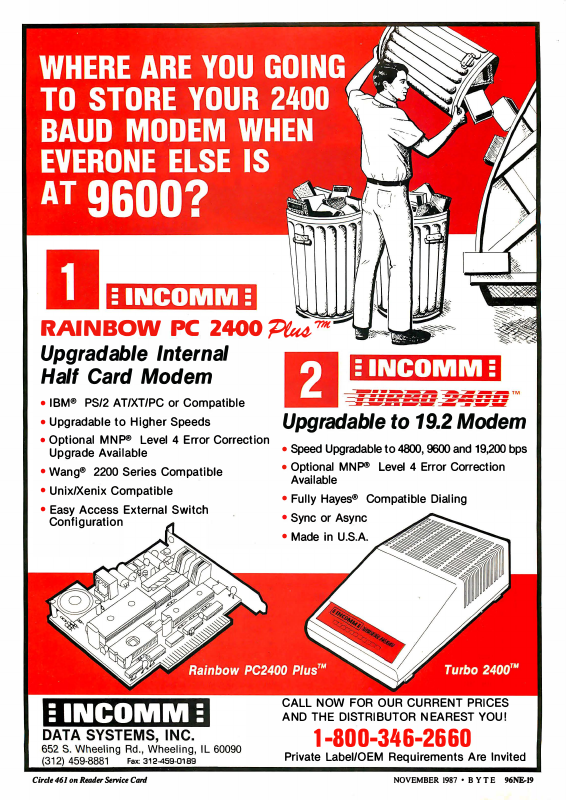 WHERE ARE YOU GOING
TO STORE YOUR 2400
BAUD MODEM WHEN
EVERONE ELSE IS
AT 9600?
1
INCOMM
RAINBOW PC 2400 Plus™
Upgradable Internal
Half Card Modem
• IBM® PS/2 AT/XT/PC or Compatible
• Upgradable to Higher Speeds
• Optional MNP® Level 4 Error Correction
Upgrade Available
• Wang® 2200 Series Compatible
• Unix/Xenix Compatible
• Easy Access External Switch
Configuration
2
INCOMM
TURBO 2400™
Upgradable to 19.2 Modem
• Speed Upgradable to 4800, 9600 and 19,200 bps
• Optional MNP® Level 4 Error Correction
Available
• Fully Hayes® Compatible Dialing
• Sync or Async
• Made in U.S.A.
Rainbow PC2400 Plus™
INCOMM
Turbo 2400™
INCOMM
DATA SYSTEMS, INC.
652 S. Wheeling Rd., Wheeling, IL 60090
(312) 459-8881 Fax: 312-459-0189
CALL NOW FOR OUR CURRENT PRICES
AND THE DISTRIBUTOR NEAREST YOU!
1-800-346-2660
Private Label/OEM Requirements Are Invited
Circle 461 on Reader Service Card
NOVEMBER 1987 • BYTE 96NE-19